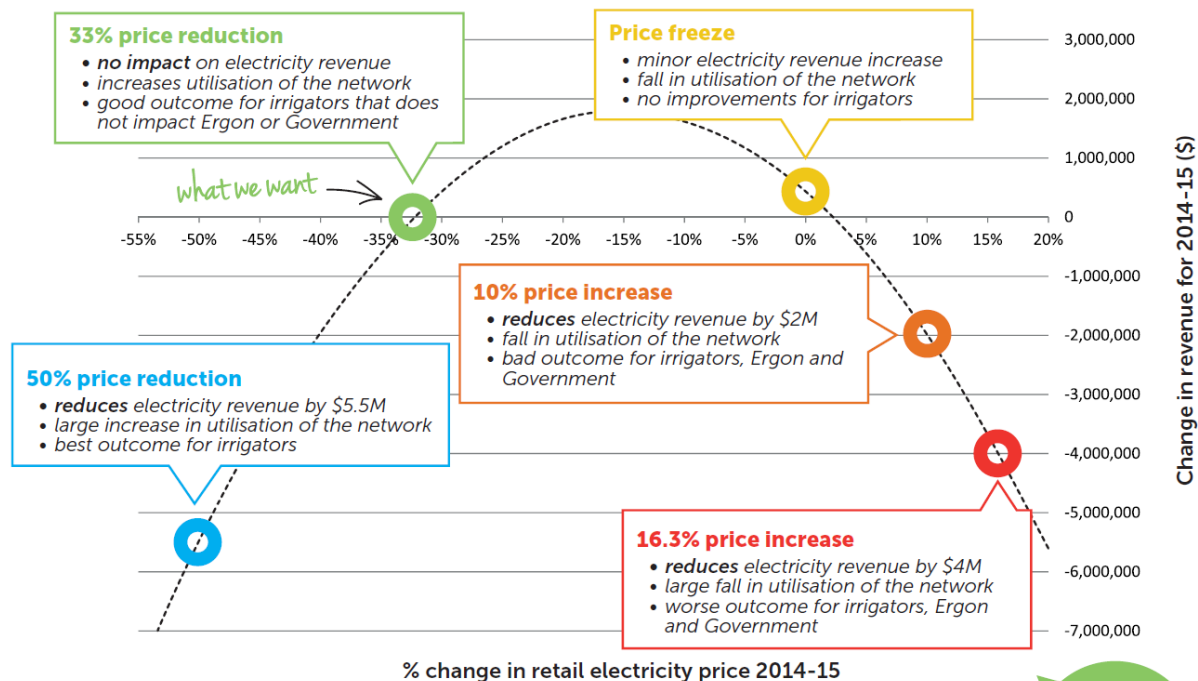 33% price reduction
• no impact on electricity revenue
• increases utilisation of the network
• good outcome for irrigators that does
not impact Ergon or Government
Price freeze
• minor electricity revenue increase
• fall in utilisation of the network
• no improvements for irrigators
what we want
3,000,000
2,000,000
1,000,000
0
-1,000,000
-2,000,000
-3,000,000
-4,000,000
-5,000,000
-6,000,000
-7,000,000
Change in revenue for 2014-15 ($)
-55% -50% -45% -40% -35% -30% -25% -20% -15% -10% -5% 0% 5% 10% 15% 20%
10% price increase
• reduces electricity revenue by $2M
• fall in utilisation of the network
• bad outcome for irrigators, Ergon and
Government
50% price reduction
• reduces electricity revenue by $5.5M
• large increase in utilisation of the network
• best outcome for irrigators
16.3% price increase
• reduces electricity revenue by $4M
• large fall in utilisation of the network
• worse outcome for irrigators, Ergon
and Government
% change in retail electricity price 2014-15